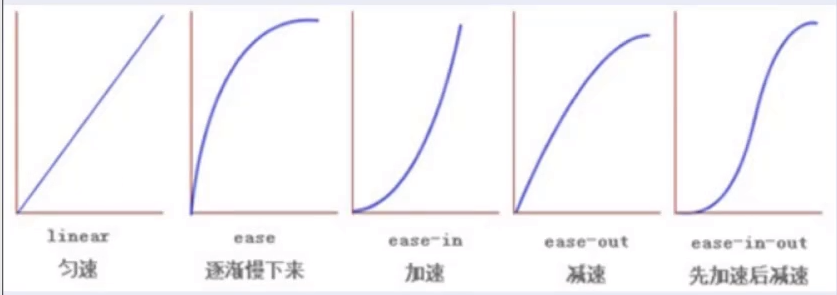 linear
匀速
ease
逐渐慢下来
ease-in
加速
ease-out
减速
ease-in-out
先加速后减速